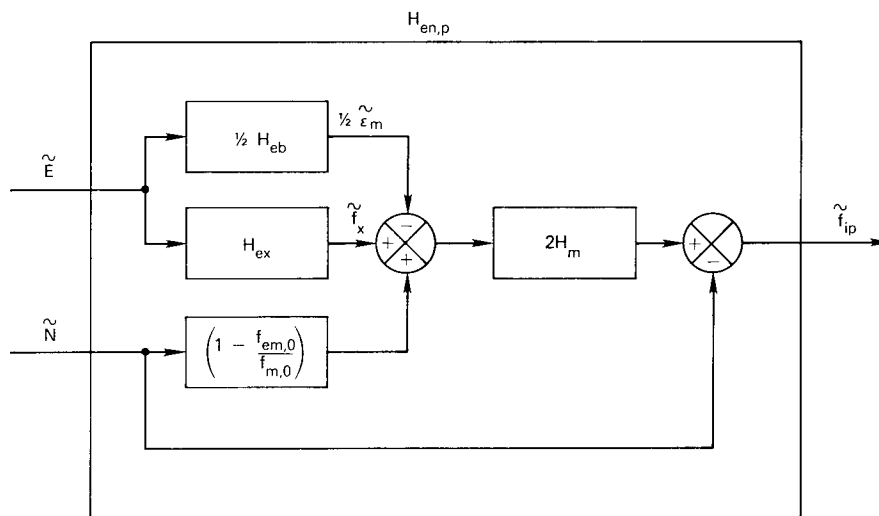 H_en,p
½ H_eb
½ ε̃_m
Ẽ
H_ex
f̃_x
−
+
+
2H_m
+
−
f̃_ip
Ñ
(1 − f_em,0 / f_m,0)